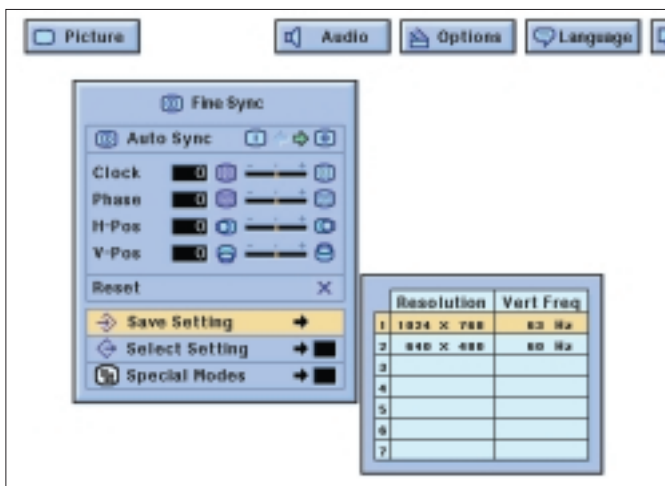 Picture
Audio
Options
Language
Fine Sync
Auto Sync
Clock 0
Phase 0
H-Pos 0
V-Pos 0
Reset
Save Setting
Select Setting
Special Modes
Resolution Vert Freq
1 1024 X 768 63 Hz
2 640 X 480 60 Hz
3
4
5
6
7